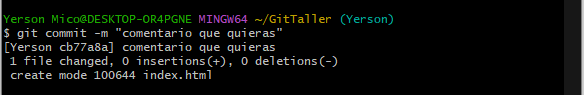 Yerson Mico@DESKTOP-OR4PGNE MINGW64 ~/GitTaller (Yerson)
$ git commit -m "comentario que quieras"
[Yerson cb77a8a] comentario que quieras
 1 file changed, 0 insertions(+), 0 deletions(-)
 create mode 100644 index.html